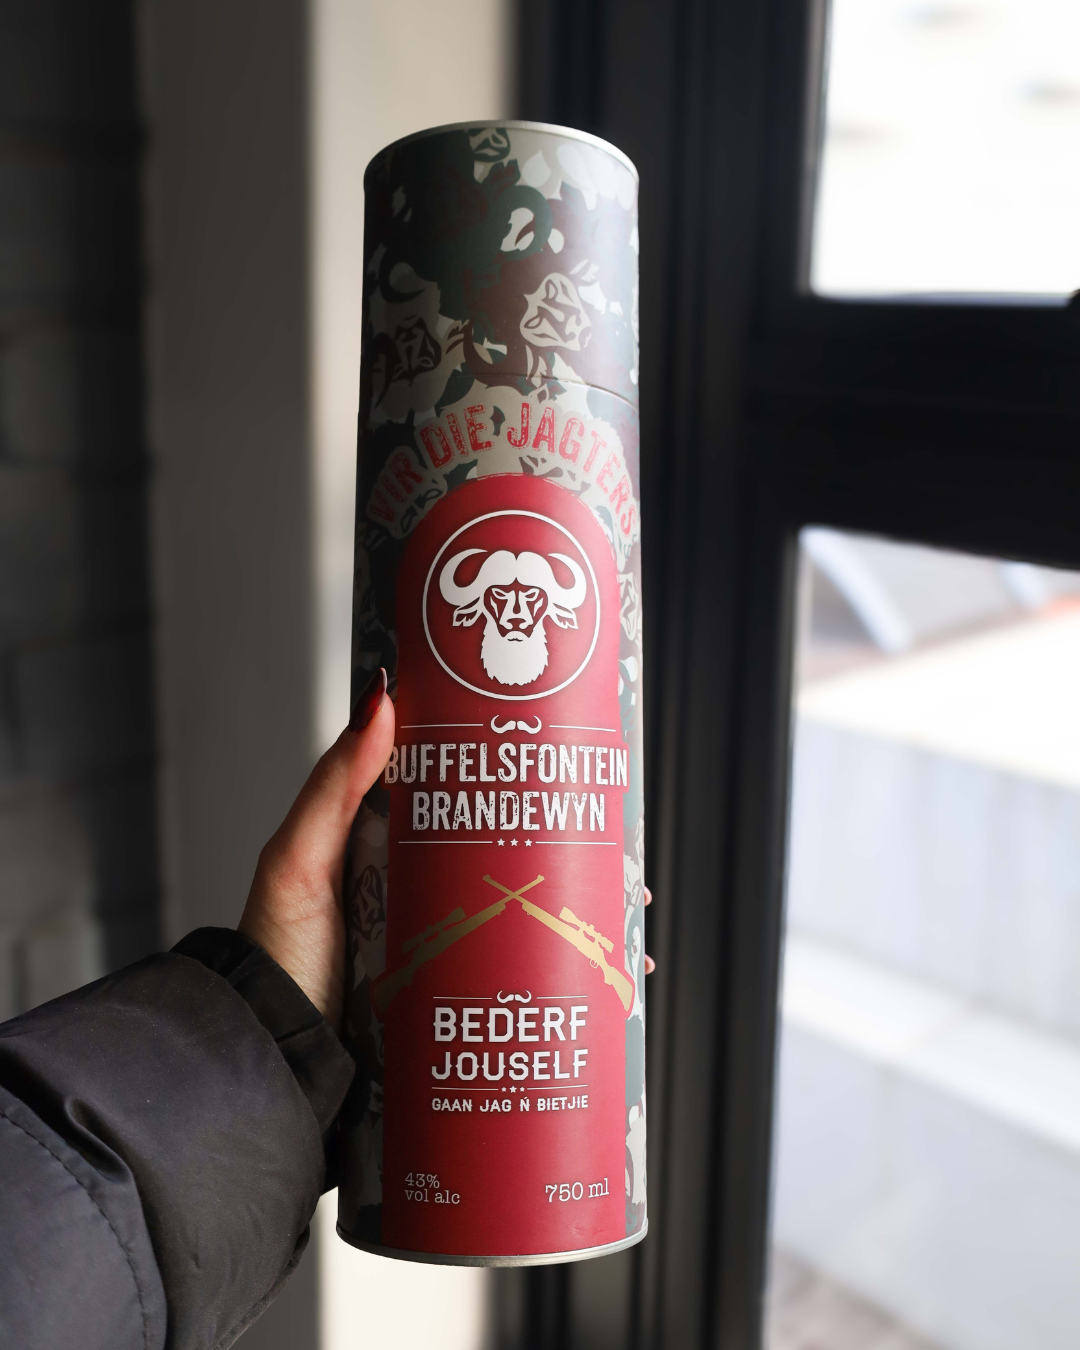 VIR DIE JAGTERS
BUFFELSFONTEIN
BRANDEWYN
BEDERF
JOUSELF
GAAN JAG Ń BIETJIE
43%
vol alc
750 ml